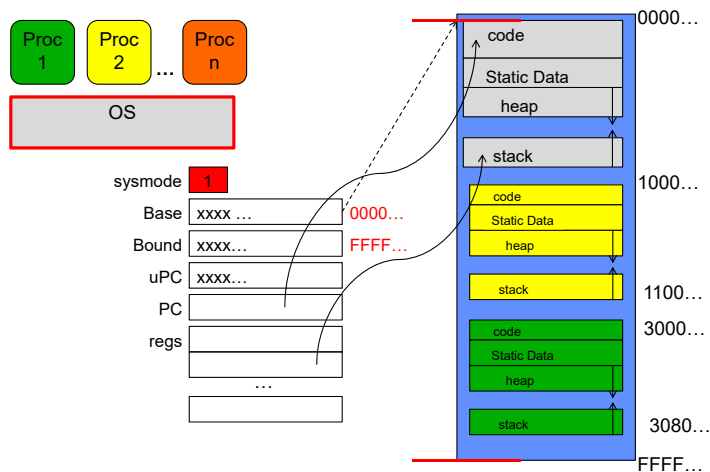 Proc
1
Proc
2
...
Proc
n
OS
sysmode
1
Base
xxxx ...
0000...
Bound
xxxx...
FFFF...
uPC
xxxx...
PC
regs
...
0000...
code
Static Data
heap
stack
1000...
code
Static Data
heap
stack
1100...
3000...
code
Static Data
heap
stack
3080...
FFFF...